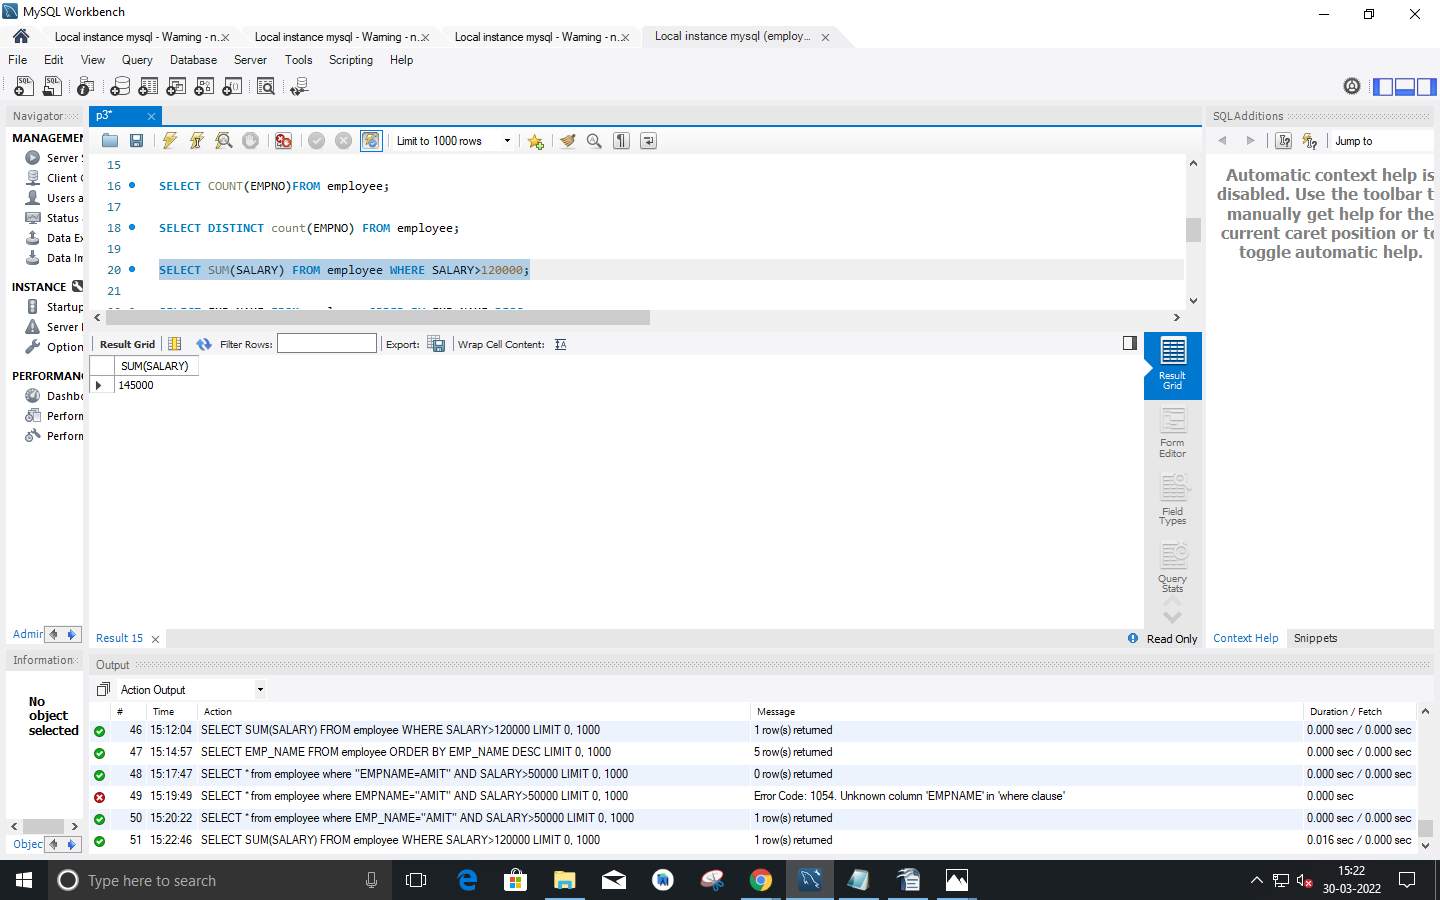 MySQL Workbench
Local instance mysql - Warning - n...
Local instance mysql - Warning - n...
Local instance mysql - Warning - n...
Local instance mysql (employ...
File Edit View Query Database Server Tools Scripting Help
Navigator
p3*
SQLAdditions
MANAGEMEN
Limit to 1000 rows
Jump to
Server S
Client C
Users a
Status
Data Ex
Data Im
INSTANCE
Startup
Server
Option
PERFORMAN
Dashbo
Perforn
Perforn
15
16 SELECT COUNT(EMPNO)FROM employee;
17
18 SELECT DISTINCT count(EMPNO) FROM employee;
19
20 SELECT SUM(SALARY) FROM employee WHERE SALARY>120000;
21
Automatic context help is
disabled. Use the toolbar t
manually get help for the
current caret position or to
toggle automatic help.
Result Grid Filter Rows: Export: Wrap Cell Content:
SUM(SALARY)
145000
Result
Grid
Form
Editor
Field
Types
Query
Stats
Admir
Result 15
Read Only
Context Help Snippets
Information
No
object
selected
Objec
Output
Action Output
# Time Action Message Duration / Fetch
46 15:12:04 SELECT SUM(SALARY) FROM employee WHERE SALARY>120000 LIMIT 0, 1000 1 row(s) returned 0.000 sec / 0.000 sec
47 15:14:57 SELECT EMP_NAME FROM employee ORDER BY EMP_NAME DESC LIMIT 0, 1000 5 row(s) returned 0.000 sec / 0.000 sec
48 15:17:47 SELECT * from employee where "EMPNAME=AMIT" AND SALARY>50000 LIMIT 0, 1000 0 row(s) returned 0.000 sec / 0.000 sec
49 15:19:49 SELECT * from employee where EMPNAME="AMIT" AND SALARY>50000 LIMIT 0, 1000 Error Code: 1054. Unknown column 'EMPNAME' in 'where clause' 0.000 sec
50 15:20:22 SELECT * from employee where EMP_NAME="AMIT" AND SALARY>50000 LIMIT 0, 1000 1 row(s) returned 0.000 sec / 0.000 sec
51 15:22:46 SELECT SUM(SALARY) FROM employee WHERE SALARY>120000 LIMIT 0, 1000 1 row(s) returned 0.016 sec / 0.000 sec
Type here to search
15:22
30-03-2022